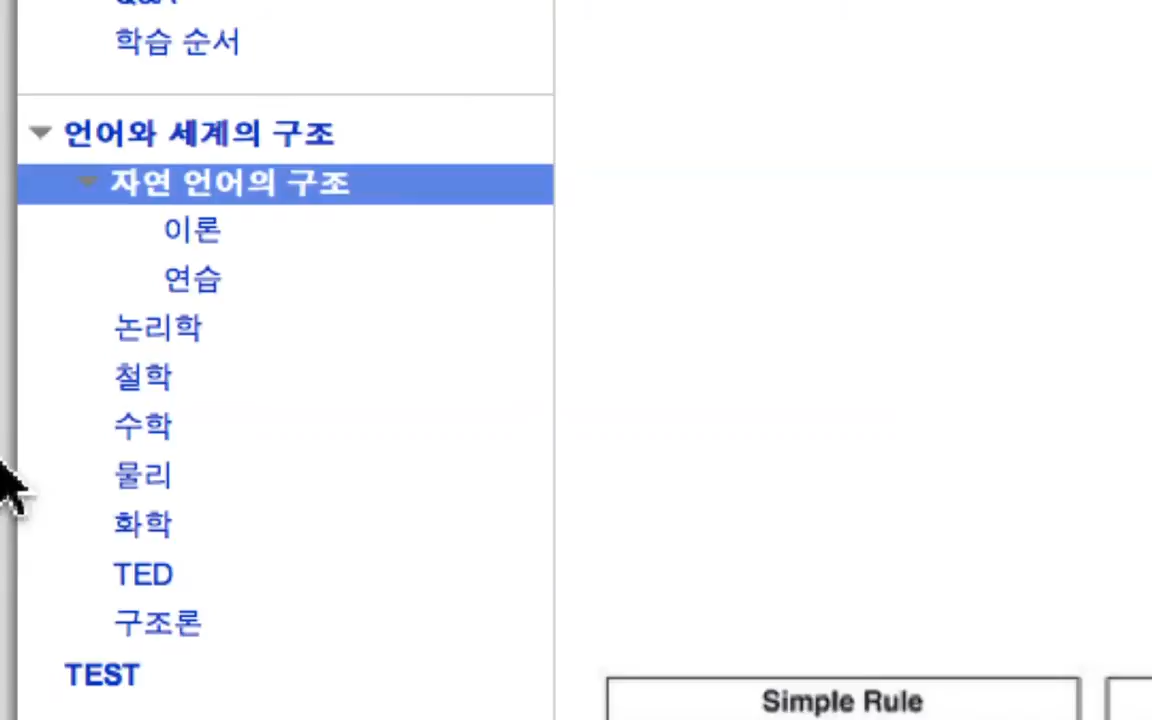 Q&A
학습 순서
언어와 세계의 구조
자연 언어의 구조
이론
연습
논리학
철학
수학
물리
화학
TED
구조론
TEST
Simple Rule